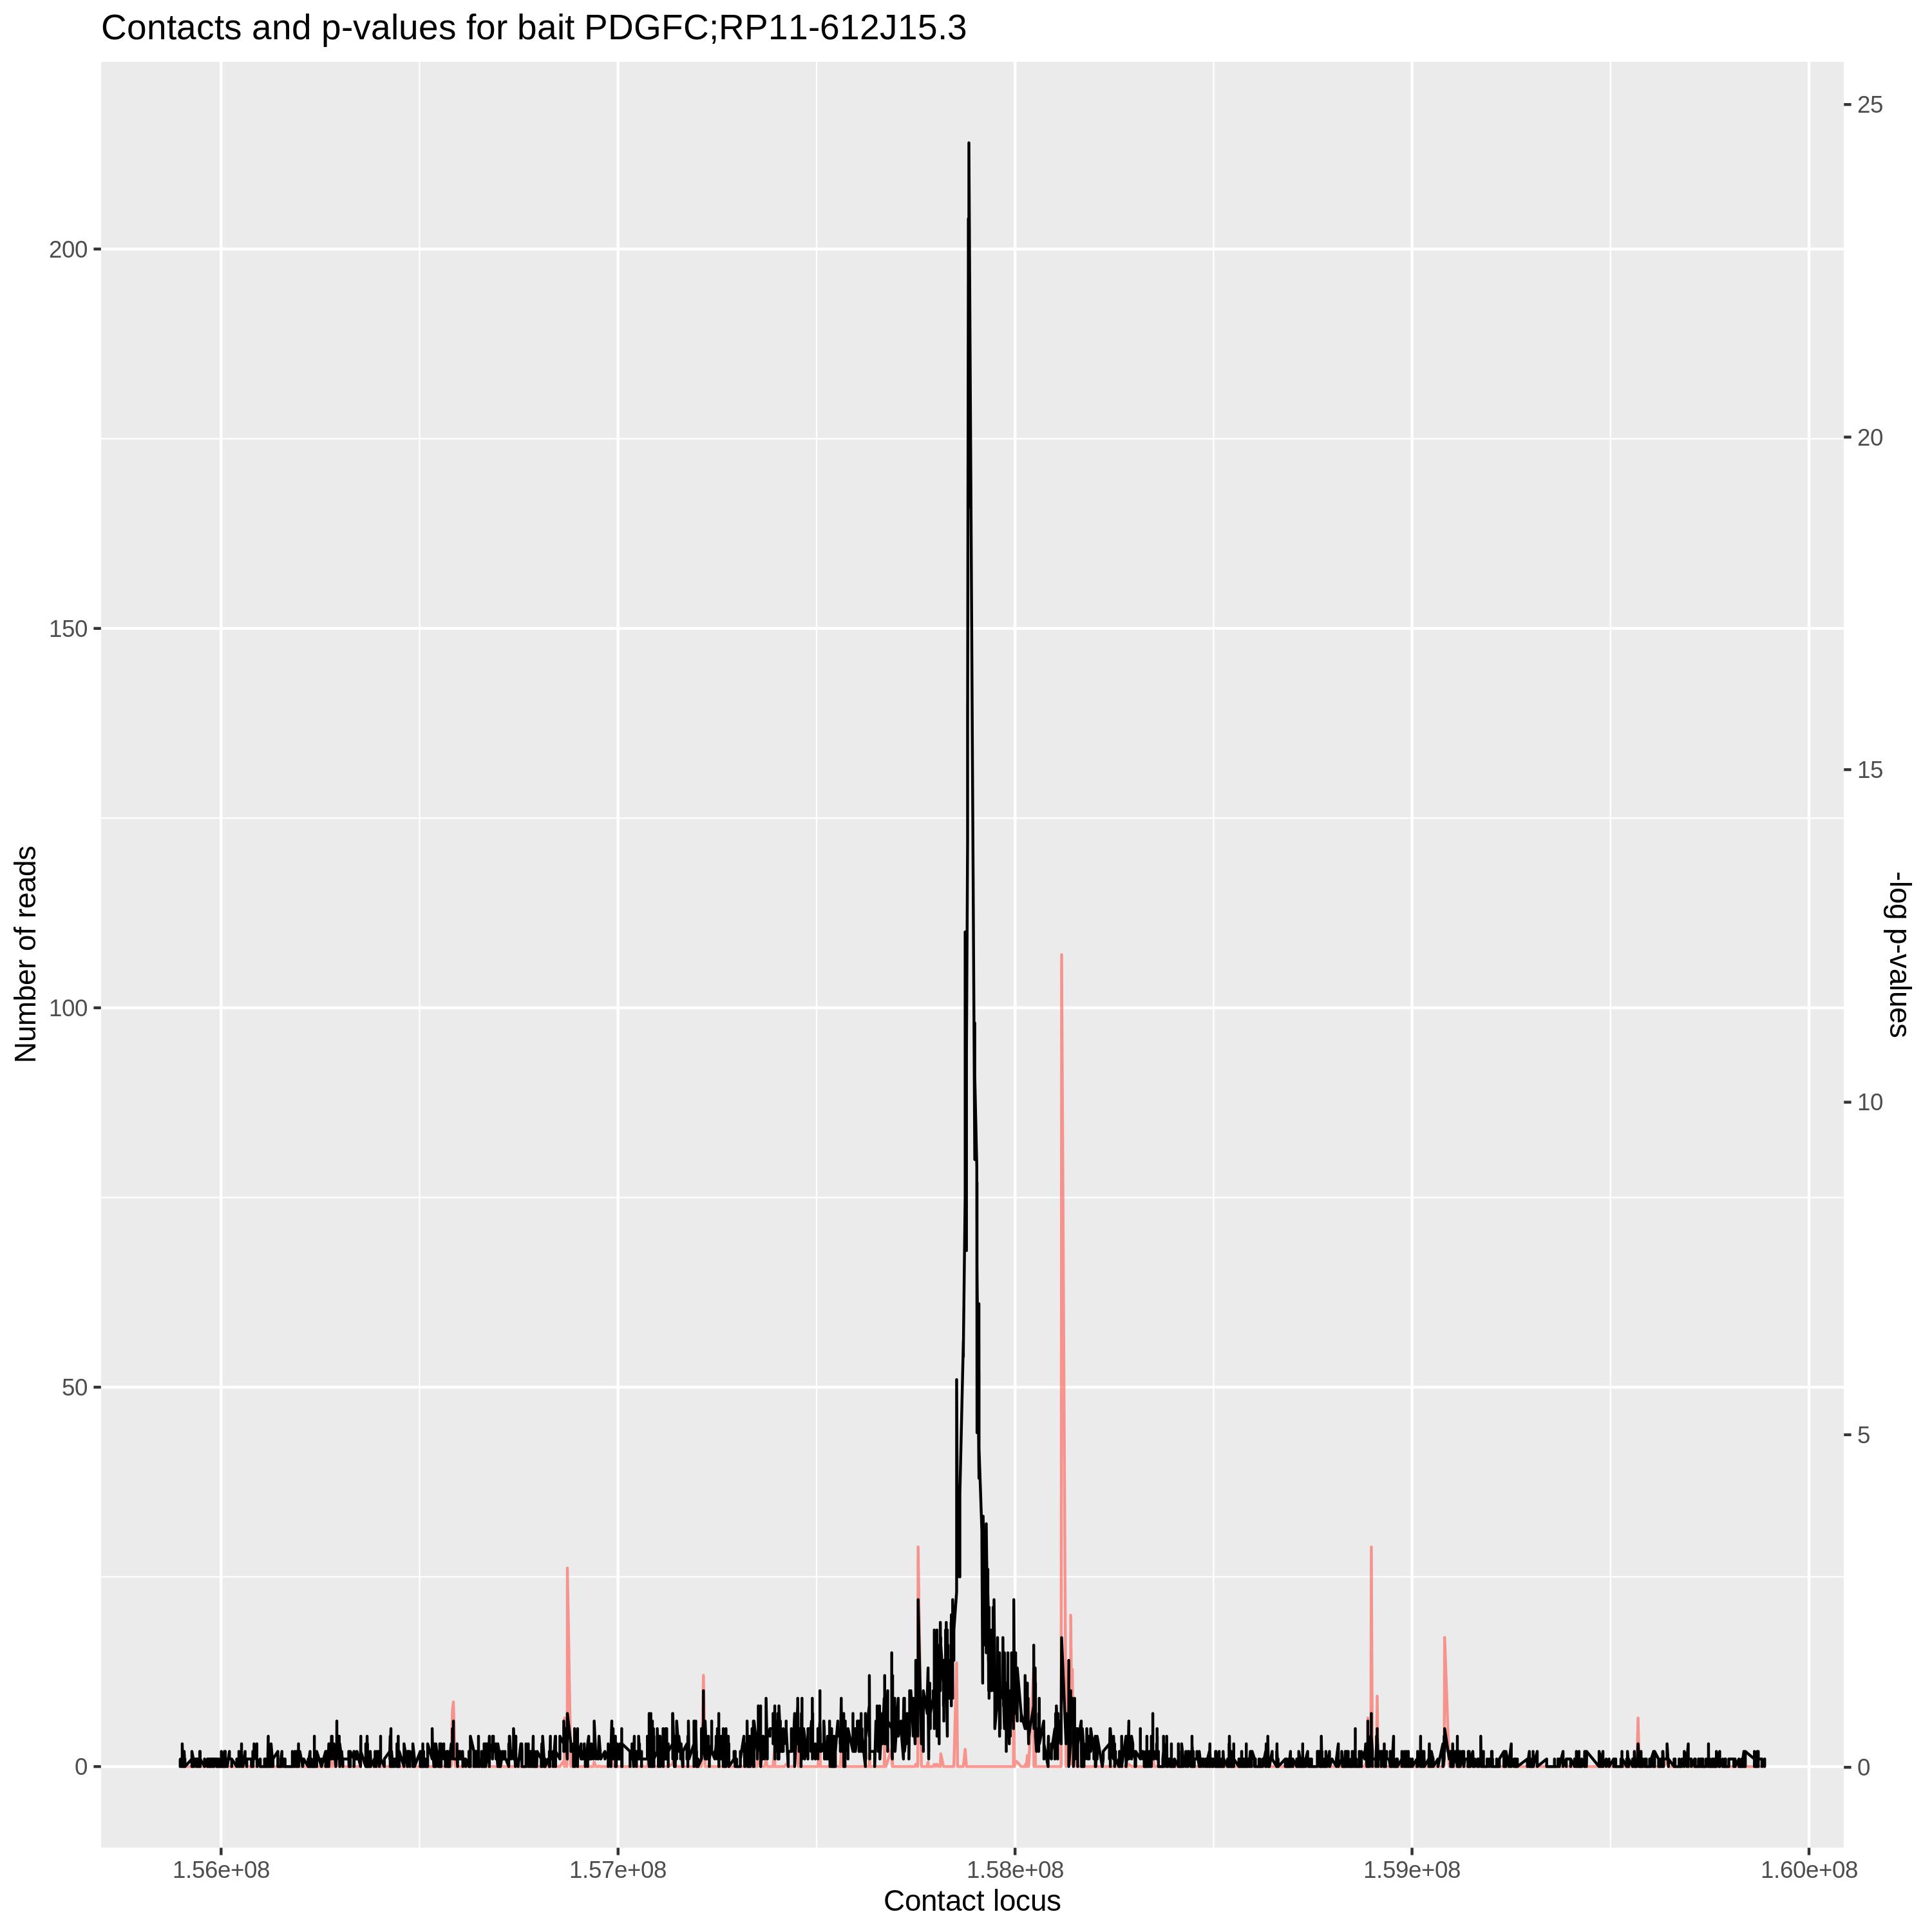 Contacts and p-values for bait PDGFC;RP11-612J15.3
Number of reads
200
150
100
50
0
25
20
15
10
5
0
-log p-values
1.56e+08 1.57e+08 1.58e+08 1.59e+08 1.60e+08
Contact locus